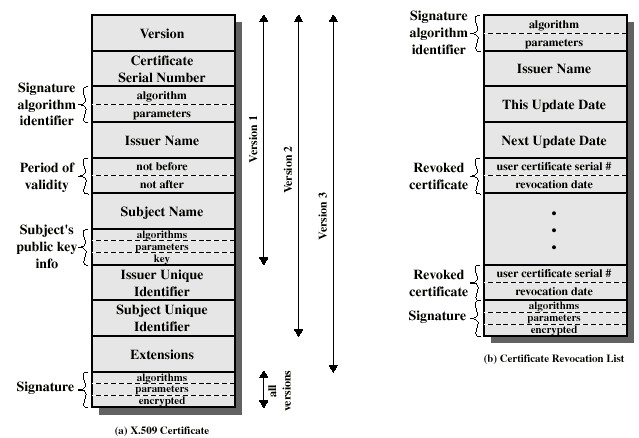 Version
Certificate
Serial Number
Signature
algorithm
identifier
algorithm
parameters
Issuer Name
Period of
validity
not before
not after
Subject Name
Subject's
public key
info
algorithms
parameters
key
Issuer Unique
Identifier
Subject Unique
Identifier
Extensions
Signature
algorithms
parameters
encrypted
Version 1
Version 2
Version 3
all
versions
(a) X.509 Certificate
Signature
algorithm
identifier
algorithm
parameters
Issuer Name
This Update Date
Next Update Date
Revoked
certificate
user certificate serial #
revocation date
•
•
•
Revoked
certificate
user certificate serial #
revocation date
Signature
algorithms
parameters
encrypted
(b) Certificate Revocation List